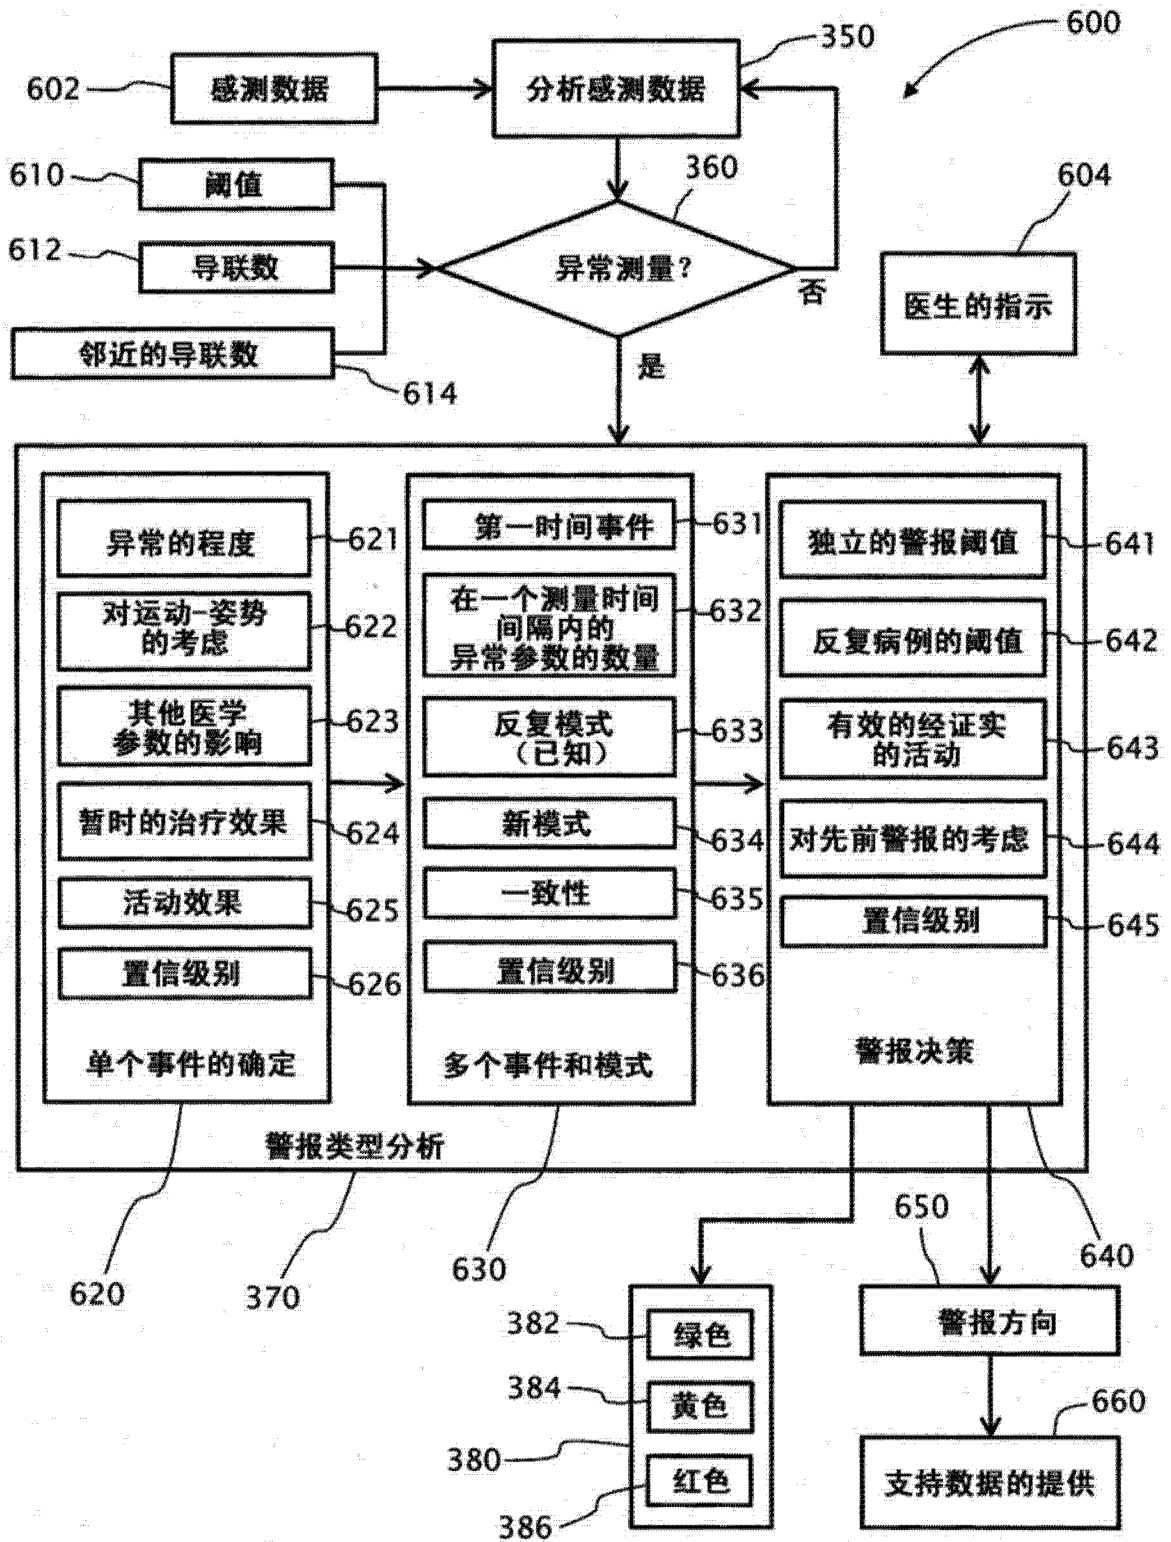 600
350
602
感测数据
分析感测数据
610
阈值
360
604
612
导联数
异常测量?
否
医生的指示
邻近的导联数
614
是
异常的程度
621
对运动-姿势
的考虑
622
其他医学
参数的影响
623
暂时的治疗效果
624
活动效果
625
置信级别
626
单个事件的确定
第一时间事件
631
在一个测量时间
间隔内的
异常参数的数量
632
反复模式
(已知)
633
新模式
634
一致性
635
置信级别
636
多个事件和模式
独立的警报阈值
641
反复病例的阈值
642
有效的经证实
的活动
643
对先前警报的考虑
644
置信级别
645
警报决策
警报类型分析
620
370
630
650
640
382
绿色
384
黄色
380
红色
386
警报方向
660
支持数据的提供